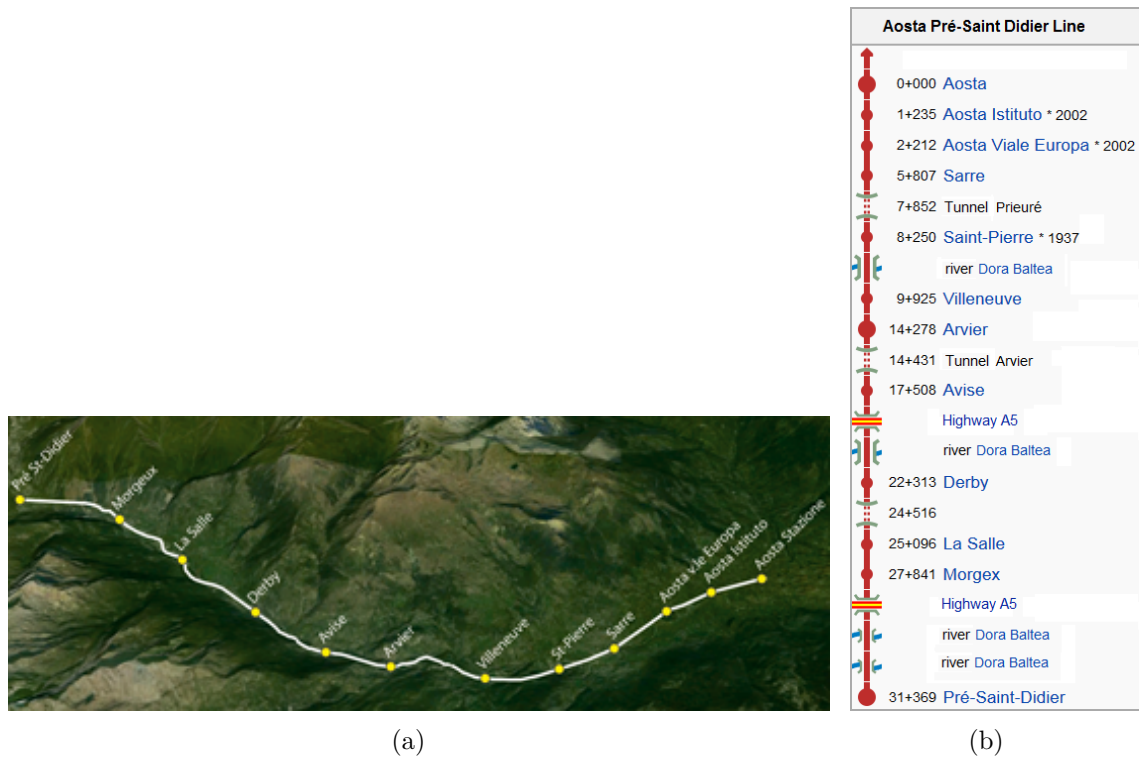 Pré St-Didier
Morgeux
La Salle
Derby
Avise
Arvier
Villeneuve
St-Pierre
Sarre
Aosta v.le Europa
Aosta Istituto
Aosta Stazione
(a)
Aosta Pré-Saint Didier Line
0+000 Aosta
1+235 Aosta Istituto * 2002
2+212 Aosta Viale Europa * 2002
5+807 Sarre
7+852 Tunnel Prieuré
8+250 Saint-Pierre * 1937
river Dora Baltea
9+925 Villeneuve
14+278 Arvier
14+431 Tunnel Arvier
17+508 Avise
Highway A5
river Dora Baltea
22+313 Derby
24+516
25+096 La Salle
27+841 Morgex
Highway A5
river Dora Baltea
river Dora Baltea
31+369 Pré-Saint-Didier
(b)